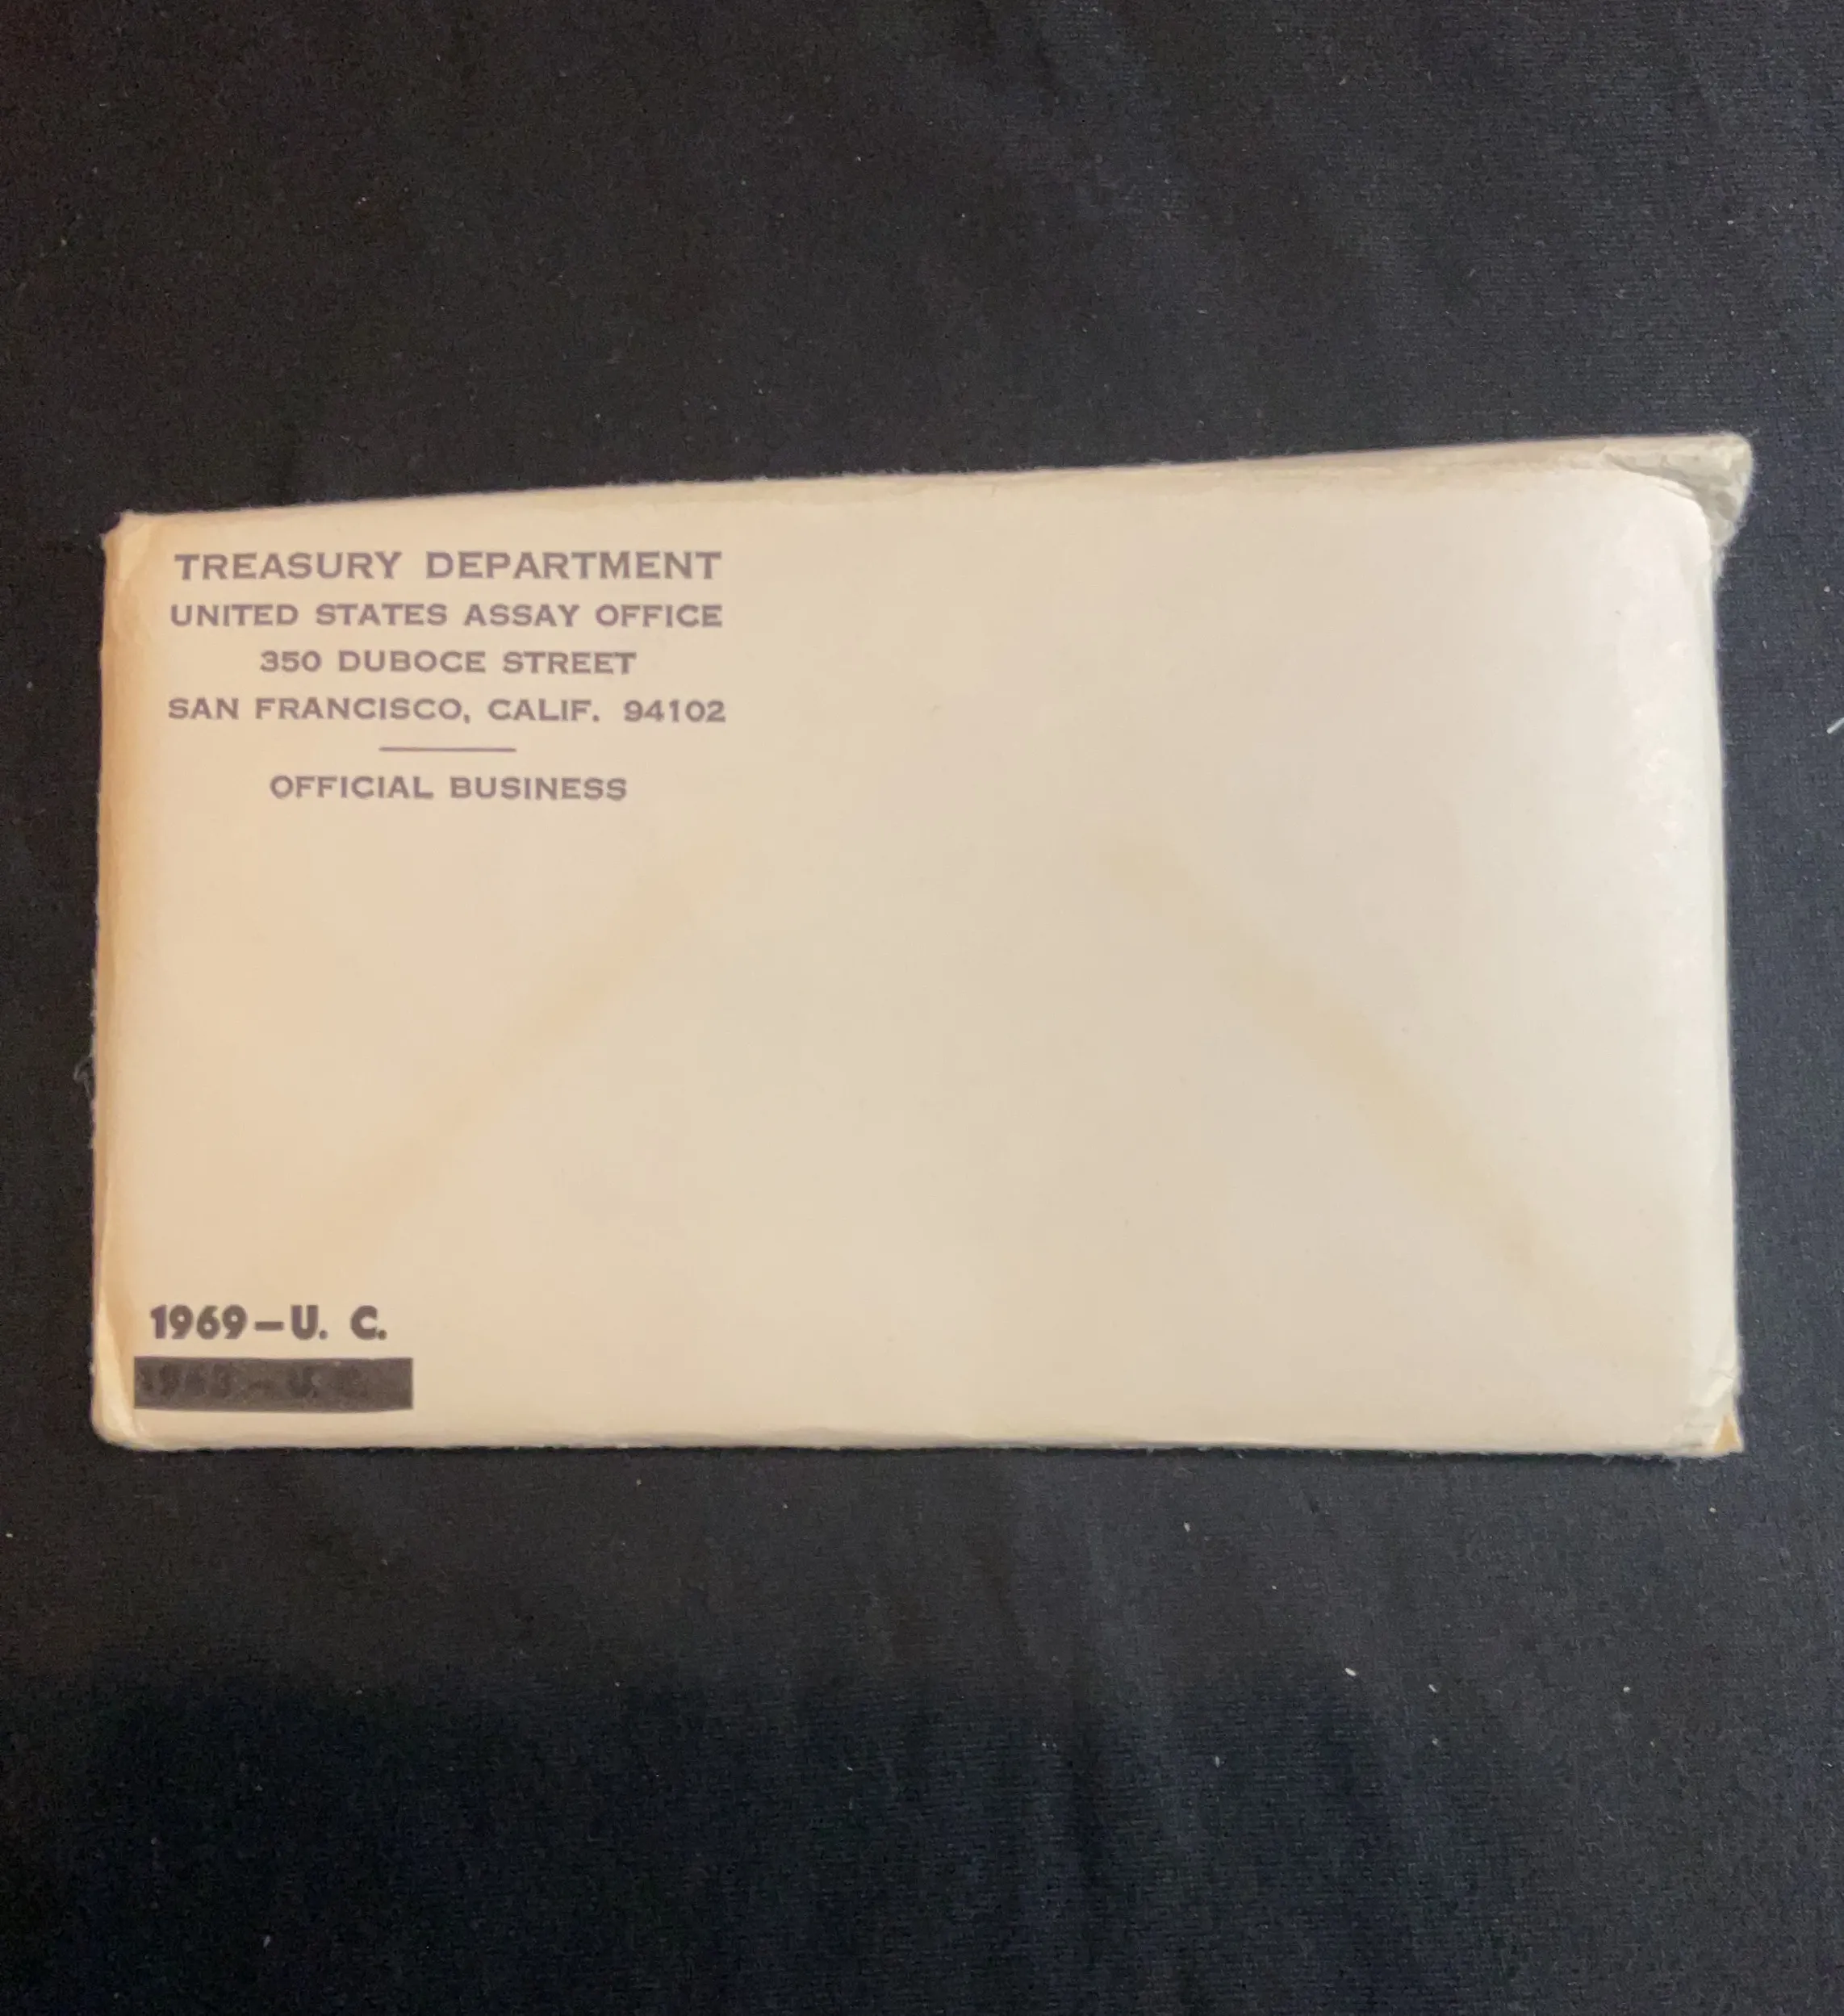 TREASURY DEPARTMENT
UNITED STATES ASSAY OFFICE
350 DUBOCE STREET
SAN FRANCISCO, CALIF. 94102
OFFICIAL BUSINESS
1969-U. C.